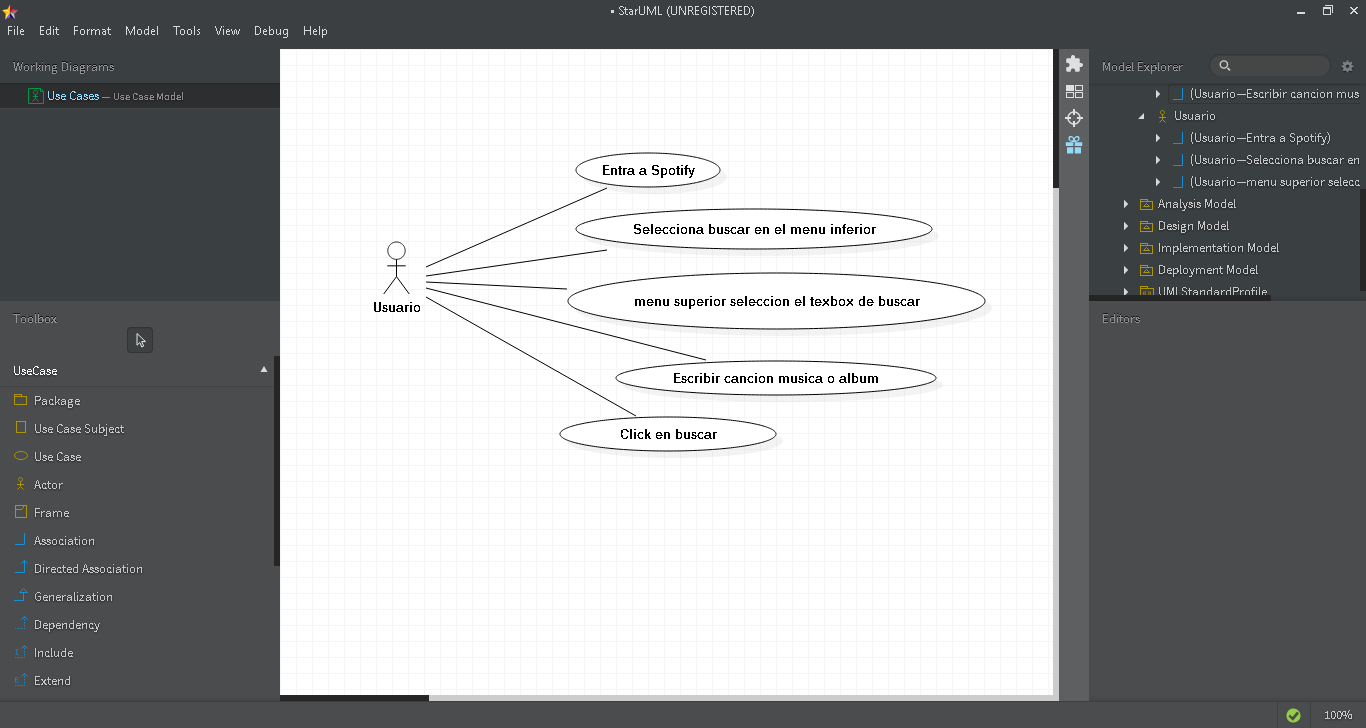 • StarUML (UNREGISTERED)
File Edit Format Model Tools View Debug Help
Working Diagrams
Use Cases — Use Case Model
Toolbox
UseCase
Package
Use Case Subject
Use Case
Actor
Frame
Association
Directed Association
Generalization
Dependency
Include
Extend
Usuario
Entra a Spotify
Selecciona buscar en el menu inferior
menu superior seleccion el texbox de buscar
Escribir cancion musica o album
Click en buscar
Model Explorer
(Usuario—Escribir cancion mus
Usuario
(Usuario—Entra a Spotify)
(Usuario—Selecciona buscar en
(Usuario—menu superior selecc
Analysis Model
Design Model
Implementation Model
Deployment Model
UMLStandardProfile
Editors
100%